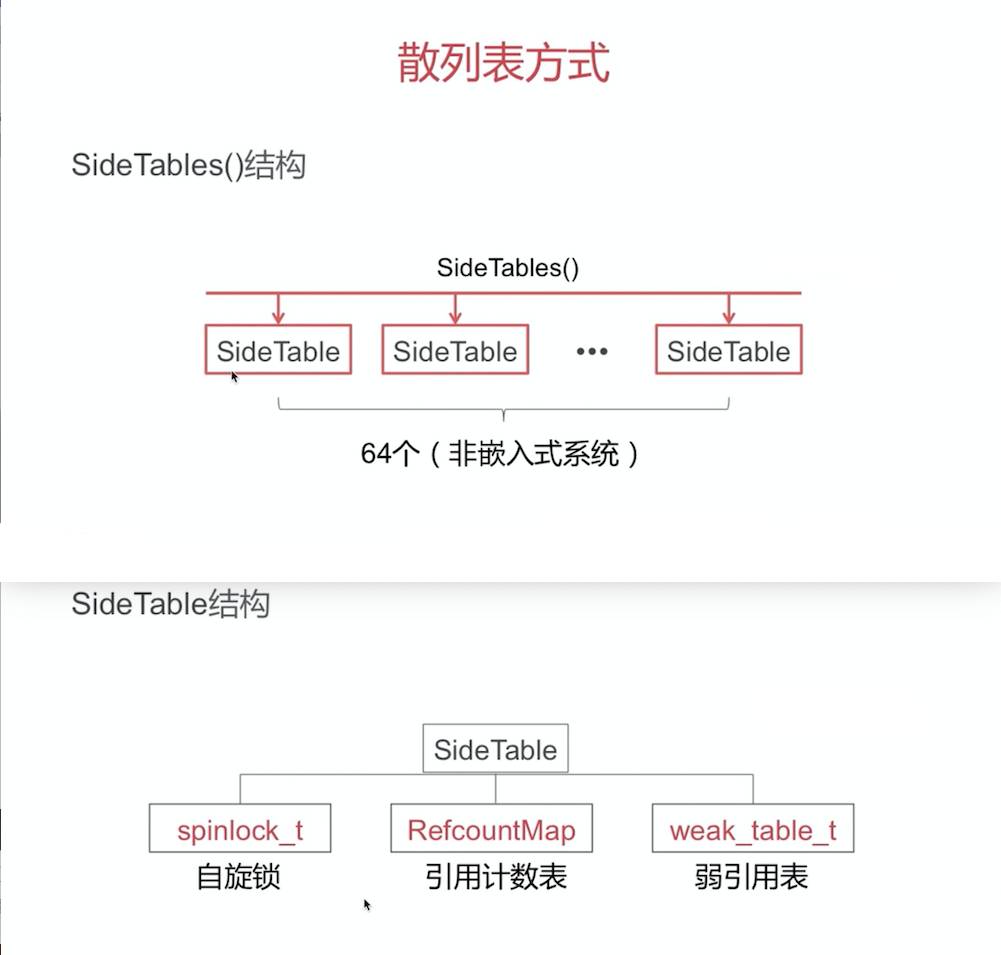 散列表方式
SideTables()结构
SideTables()
SideTable SideTable ••• SideTable
64个（非嵌入式系统）
SideTable结构
SideTable
spinlock_t RefcountMap weak_table_t
自旋锁 引用计数表 弱引用表